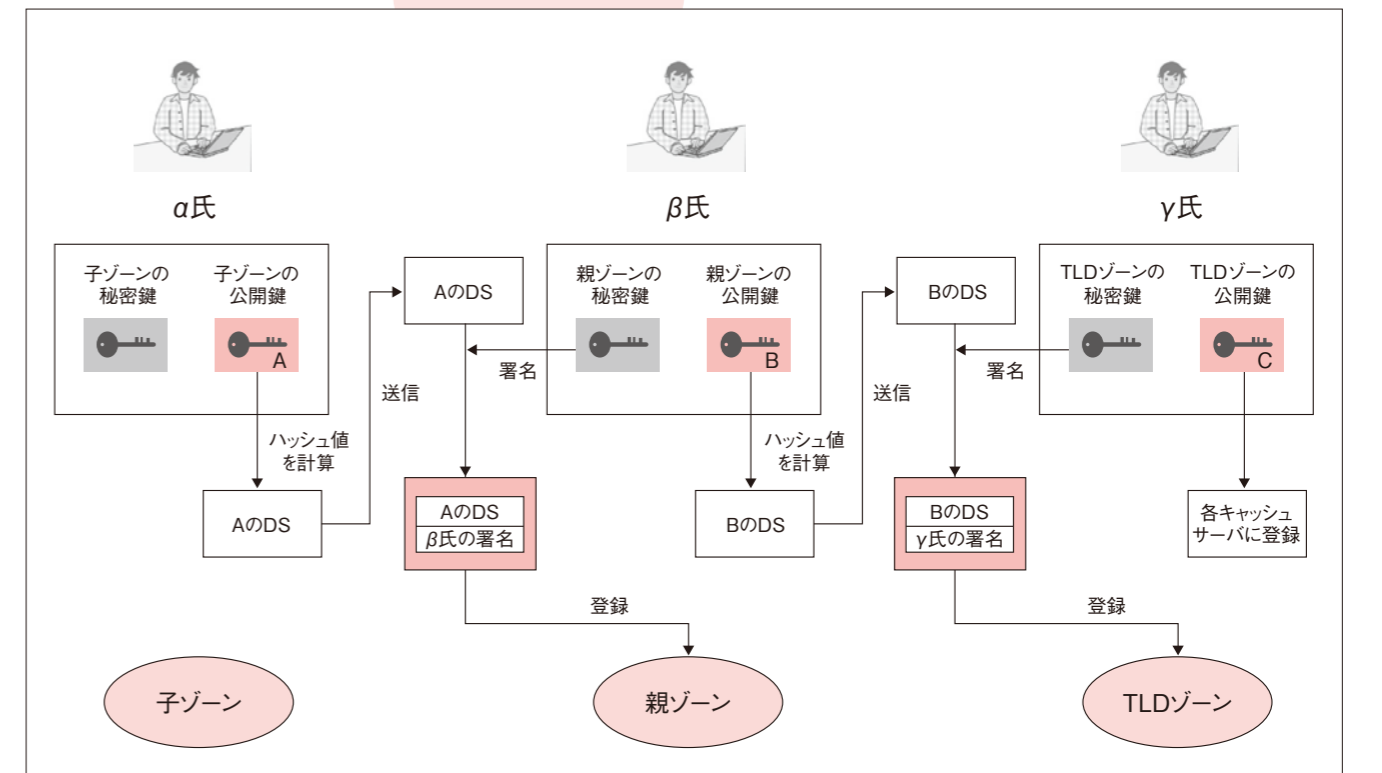 α氏
β氏
γ氏
子ゾーンの
秘密鍵
子ゾーンの
公開鍵
A
AのDS
親ゾーンの
秘密鍵
親ゾーンの
公開鍵
B
BのDS
TLDゾーンの
秘密鍵
TLDゾーンの
公開鍵
C
署名
送信
署名
送信
ハッシュ値
を計算
ハッシュ値
を計算
AのDS
AのDS
β氏の署名
BのDS
BのDS
γ氏の署名
各キャッシュ
サーバに登録
登録
登録
子ゾーン
親ゾーン
TLDゾーン